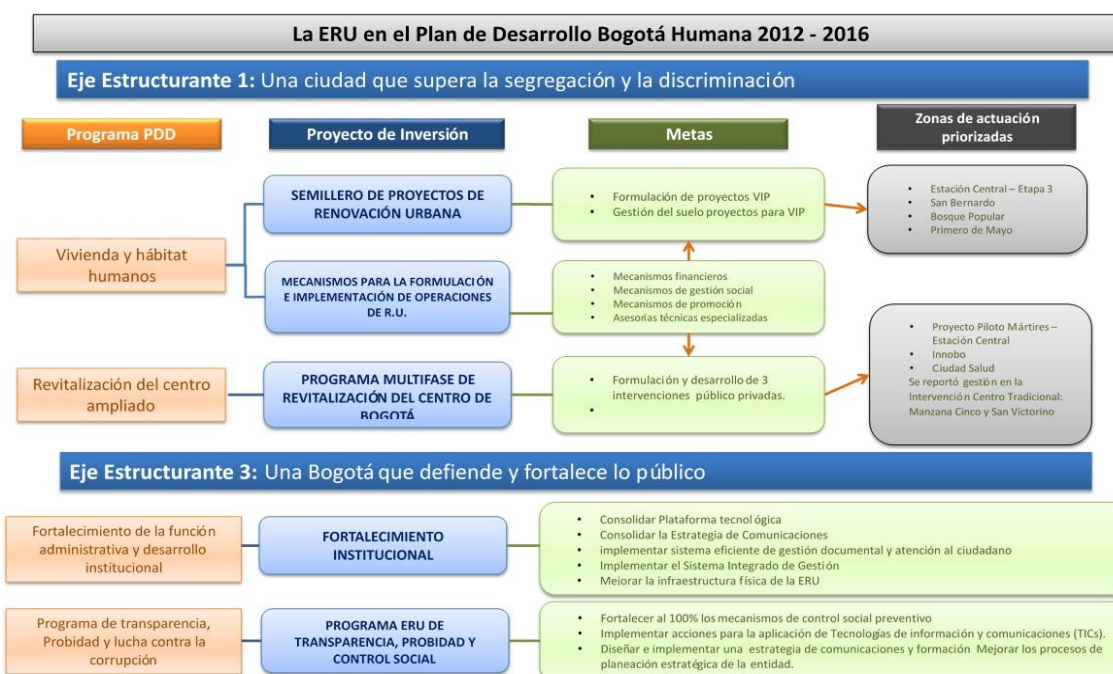 La ERU en el Plan de Desarrollo Bogotá Humana 2012 - 2016
Eje Estructurante 1: Una ciudad que supera la segregación y la discriminación
Programa PDD
Proyecto de Inversión
Metas
Zonas de actuación
priorizadas
Vivienda y hábitat
humanos
SEMILLERO DE PROYECTOS DE
RENOVACIÓN URBANA
• Formulación de proyectos VIP
• Gestión del suelo proyectos para VIP
• Estación Central – Etapa 3
• San Bernardo
• Bosque Popular
• Primero de Mayo
MECANISMOS PARA LA FORMULACIÓN
E IMPLEMENTACIÓN DE OPERACIONES
DE R.U.
• Mecanismos financieros
• Mecanismos de gestión social
• Mecanismos de promoción
• Asesorías técnicas especializadas
Revitalización del centro
ampliado
PROGRAMA MULTIFASE DE
REVITALIZACIÓN DEL CENTRO DE
BOGOTÁ
• Formulación y desarrollo de 3
intervenciones público privadas.
•
• Proyecto Piloto Mártires –
Estación Central
• Innobo
• Ciudad Salud
Se reportó gestión en la
Intervención Centro Tradicional:
Manzana Cinco y San Victorino
Eje Estructurante 3: Una Bogotá que defiende y fortalece lo público
Fortalecimiento de la función
administrativa y desarrollo
institucional
FORTALECIMIENTO
INSTITUCIONAL
• Consolidar Plataforma tecnológica
• Consolidar la Estrategia de Comunicaciones
• implementar sistema eficiente de gestión documental y atención al ciudadano
• Implementar el Sistema Integrado de Gestión
• Mejorar la infraestructura física de la ERU
Programa de transparencia,
Probidad y lucha contra la
corrupción
PROGRAMA ERU DE
TRANSPARENCIA, PROBIDAD Y
CONTROL SOCIAL
• Fortalecer al 100% los mecanismos de control social preventivo
• Implementar acciones para la aplicación de Tecnologías de información y comunicaciones (TICs).
• Diseñar e implementar una estrategia de comunicaciones y formación Mejorar los procesos de
planeación estratégica de la entidad.